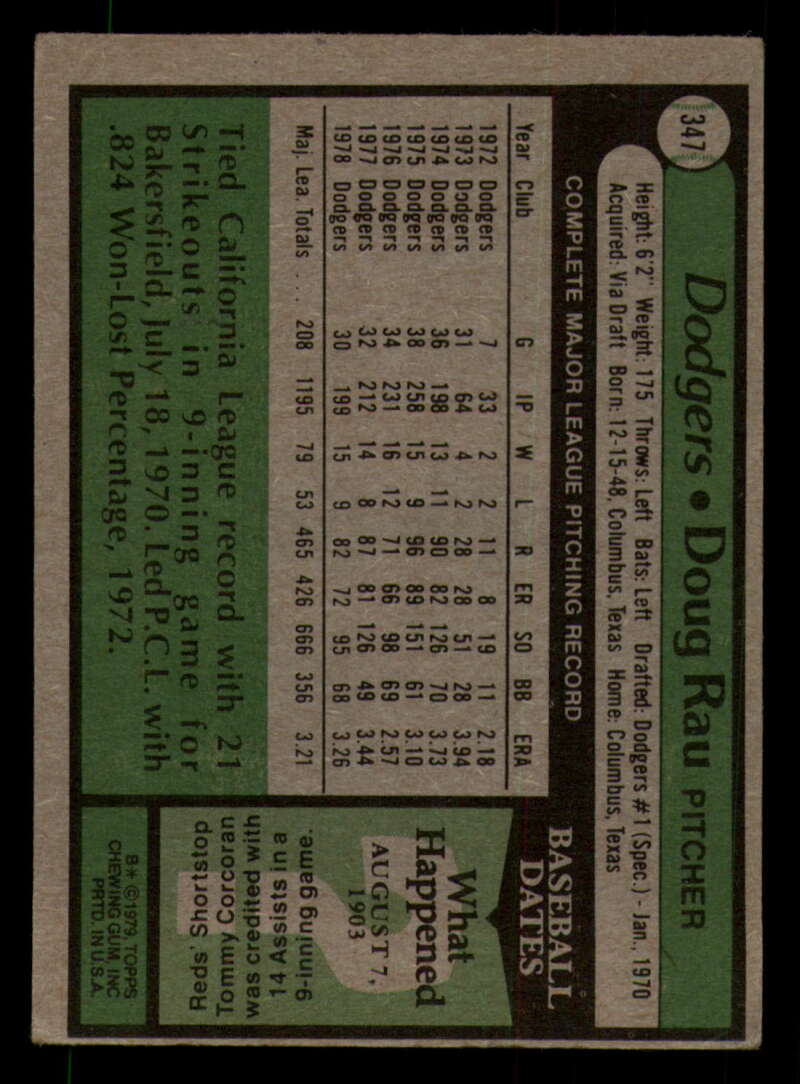 347
Dodgers • Doug Rau PITCHER
Height: 6'2" Weight: 175 Throws: Left Bats: Left Drafted: Dodgers #1 (Spec.) - Jan., 1970
Acquired: Via Draft Born: 12-15-48, Columbus, Texas Home: Columbus, Texas
COMPLETE MAJOR LEAGUE PITCHING RECORD
Year Club G IP W L R ER SO BB ERA
1972 Dodgers 7 33 2 2 11 8 19 11 2.18
1973 Dodgers 31 64 4 2 28 28 51 28 3.94
1974 Dodgers 36 198 13 11 90 82 126 70 3.73
1975 Dodgers 38 258 15 9 96 89 151 61 3.10
1976 Dodgers 34 231 16 12 71 66 98 69 2.57
1977 Dodgers 32 212 14 8 87 81 126 49 3.44
1978 Dodgers 30 199 15 9 82 72 95 68 3.26
Maj. Lea. Totals . . . 208 1195 79 53 465 426 666 356 3.21
Tied California League record with 21
Strikeouts in 9-inning game for
Bakersfield, July 18, 1970. Led P.C.L. with
.824 Won-Lost Percentage, 1972.
BASEBALL
DATES
What
Happened
AUGUST 7,
1903
Reds' Shortstop
Tommy Corcoran
was credited with
14 Assists in a
9-inning game.
B* ©1979 TOPPS
CHEWING GUM, INC
PRTD. IN U.S.A.